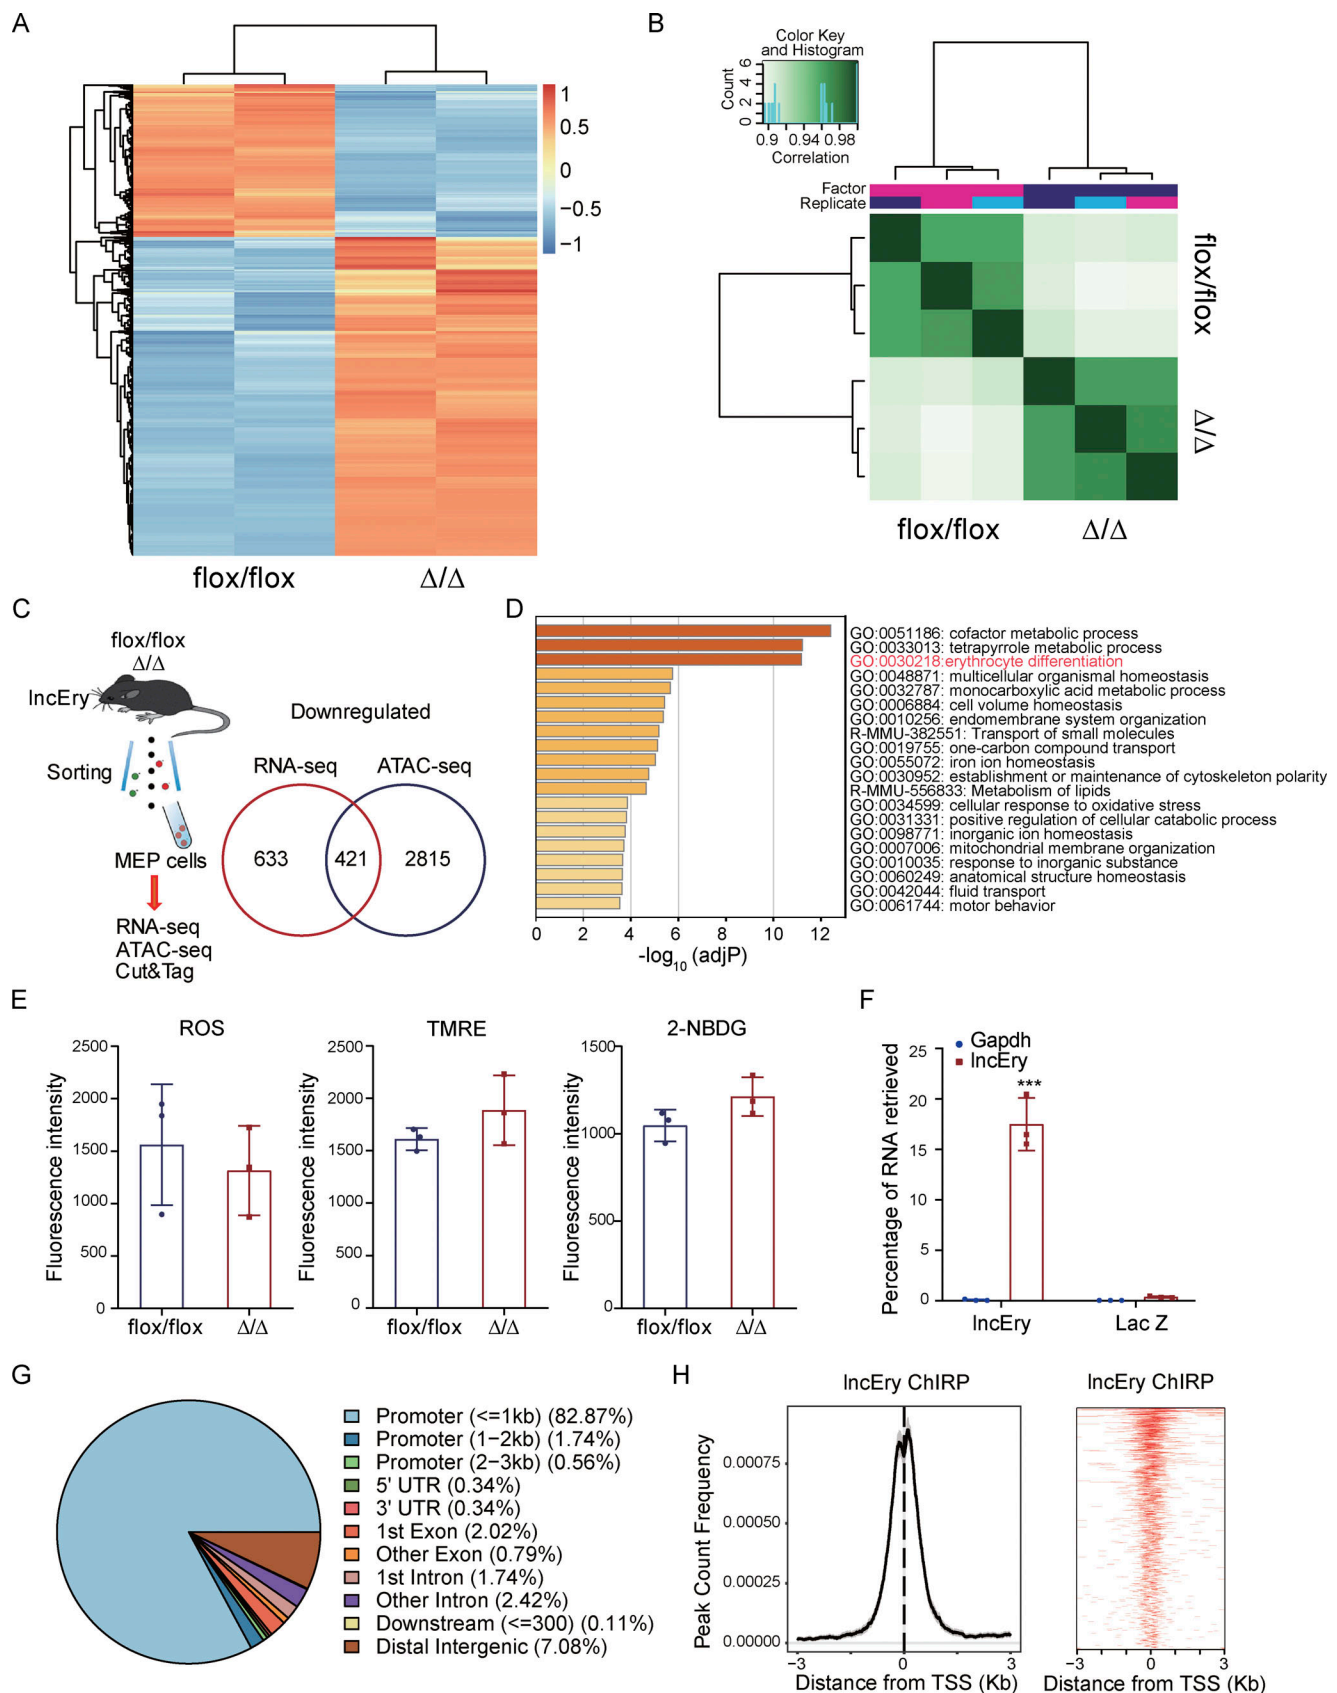 A
1
0.5
0
−0.5
−1
flox/flox
Δ/Δ
B
Color Key
and Histogram
Count
0 2 4 6
0.9 0.94 0.98
Correlation
Factor
Replicate
flox/flox
Δ/Δ
flox/flox
Δ/Δ
C
flox/flox
Δ/Δ
lncEry
Sorting
MEP cells
RNA-seq
ATAC-seq
Cut&Tag
Downregulated
RNA-seq ATAC-seq
633 421 2815
D
GO:0051186: cofactor metabolic process
GO:0033013: tetrapyrrole metabolic process
GO:0030218:erythrocyte differentiation
GO:0048871: multicellular organismal homeostasis
GO:0032787: monocarboxylic acid metabolic process
GO:0006884: cell volume homeostasis
GO:0010256: endomembrane system organization
R-MMU-382551: Transport of small molecules
GO:0019755: one-carbon compound transport
GO:0055072: iron ion homeostasis
GO:0030952: establishment or maintenance of cytoskeleton polarity
R-MMU-556833: Metabolism of lipids
GO:0034599: cellular response to oxidative stress
GO:0031331: positive regulation of cellular catabolic process
GO:0098771: inorganic ion homeostasis
GO:0007006: mitochondrial membrane organization
GO:0010035: response to inorganic substance
GO:0060249: anatomical structure homeostasis
GO:0042044: fluid transport
GO:0061744: motor behavior
0 2 4 6 8 10 12
-log10 (adjP)
E
ROS
Fluorescence intensity
2500
2000
1500
1000
500
0
flox/flox Δ/Δ
TMRE
Fluorescence intensity
2500
2000
1500
1000
500
0
flox/flox Δ/Δ
2-NBDG
Fluorescence intensity
1500
1000
500
0
flox/flox Δ/Δ
F
Percentage of RNA retrieved
25
20
15
10
5
0
Gapdh
lncEry
***
lncEry Lac Z
G
Promoter (<=1kb) (82.87%)
Promoter (1−2kb) (1.74%)
Promoter (2−3kb) (0.56%)
5' UTR (0.34%)
3' UTR (0.34%)
1st Exon (2.02%)
Other Exon (0.79%)
1st Intron (1.74%)
Other Intron (2.42%)
Downstream (<=300) (0.11%)
Distal Intergenic (7.08%)
H
lncEry ChIRP
Peak Count Frequency
0.00075
0.00050
0.00025
0.00000
−3 0 3
Distance from TSS (Kb)
lncEry ChIRP
−3 0 3
Distance from TSS (Kb)